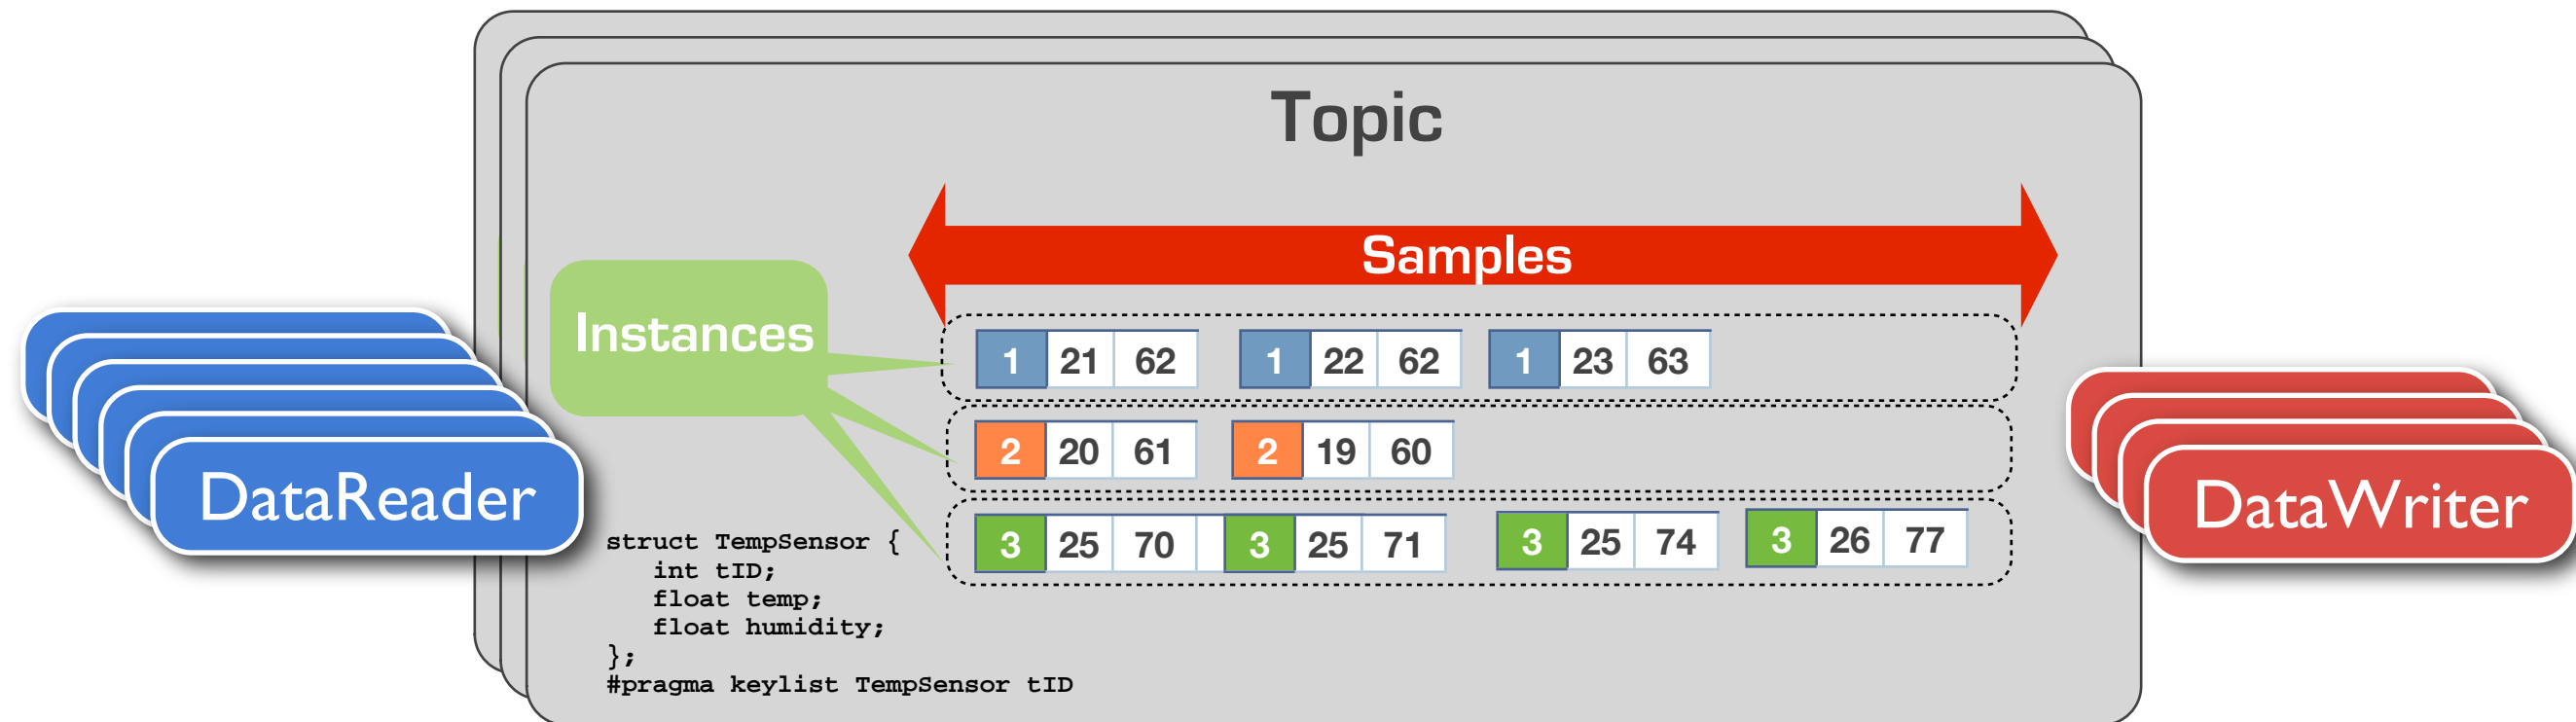 Topic
Samples
Instances
1 21 62 1 22 62 1 23 63
2 20 61 2 19 60
3 25 70 3 25 71 3 25 74 3 26 77
DataReader
DataWriter
struct TempSensor {
   int tID;
   float temp;
   float humidity;
};
#pragma keylist TempSensor tID